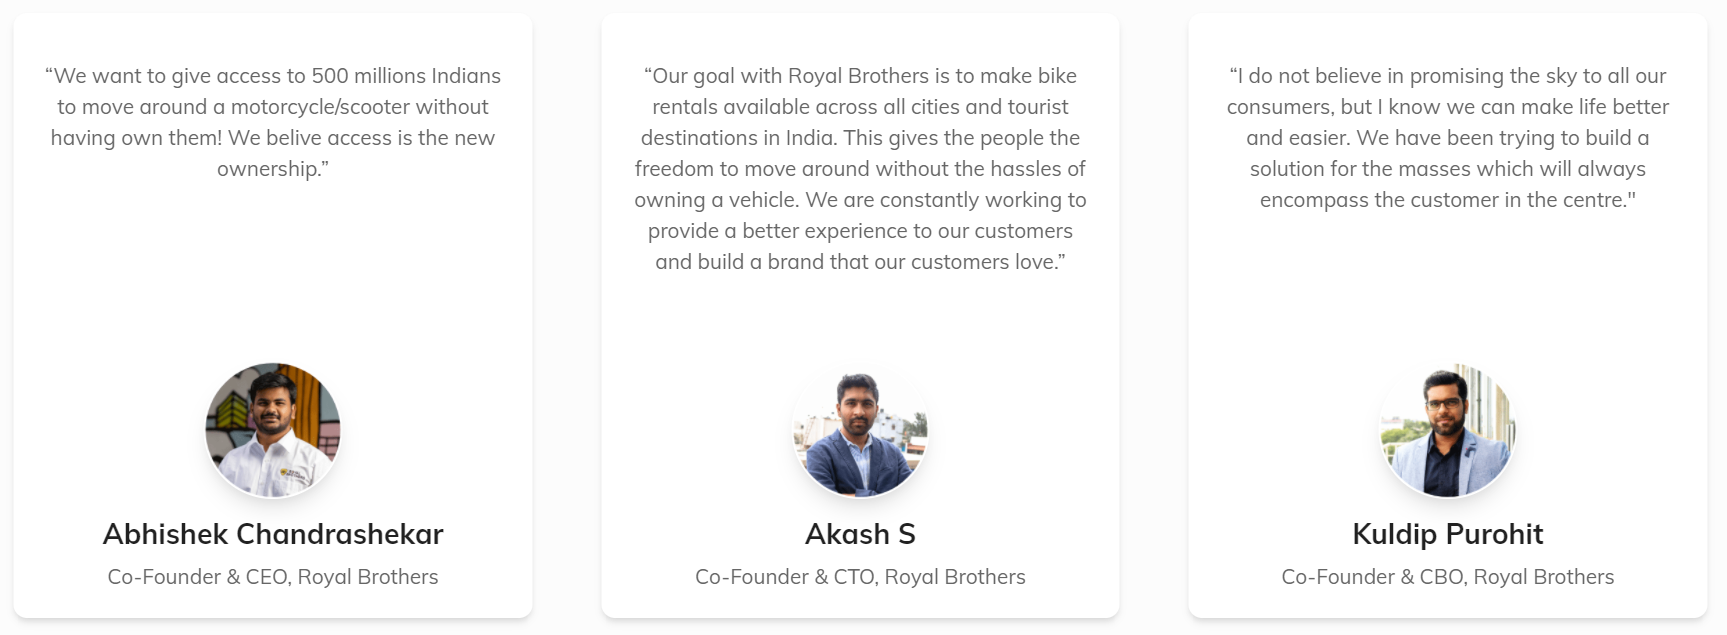 “We want to give access to 500 millions Indians
to move around a motorcycle/scooter without
having own them! We belive access is the new
ownership.”
Abhishek Chandrashekar
Co-Founder & CEO, Royal Brothers
“Our goal with Royal Brothers is to make bike
rentals available across all cities and tourist
destinations in India. This gives the people the
freedom to move around without the hassles of
owning a vehicle. We are constantly working to
provide a better experience to our customers
and build a brand that our customers love.”
Akash S
Co-Founder & CTO, Royal Brothers
“I do not believe in promising the sky to all our
consumers, but I know we can make life better
and easier. We have been trying to build a
solution for the masses which will always
encompass the customer in the centre."
Kuldip Purohit
Co-Founder & CBO, Royal Brothers